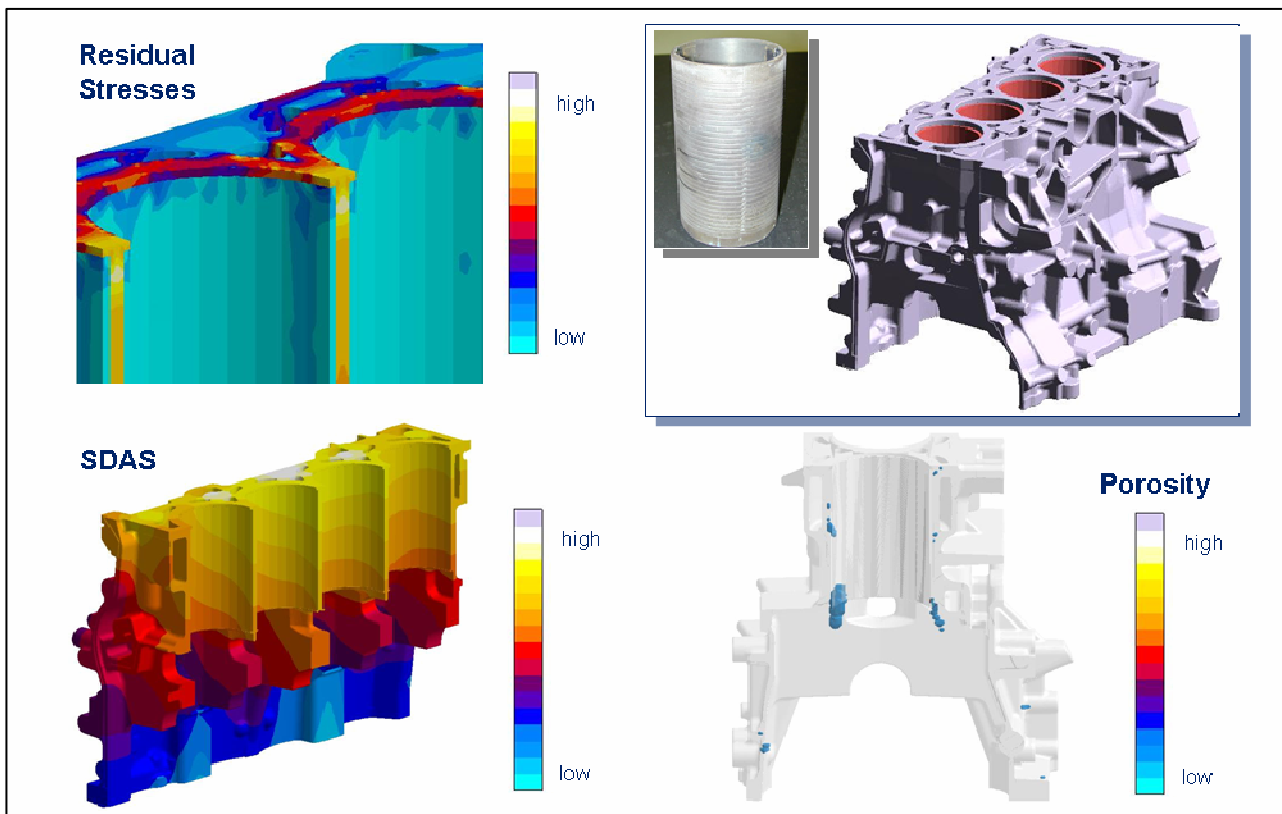 Residual
Stresses
high
low
SDAS
high
low
Porosity
high
low